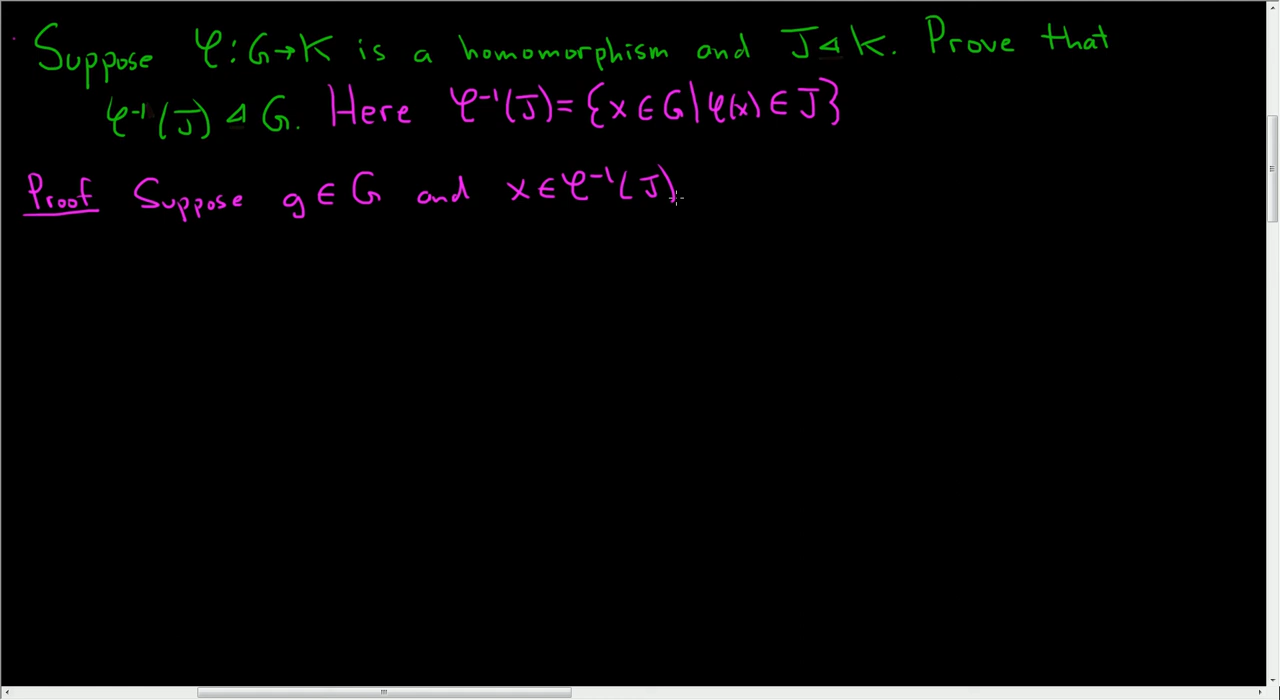 Suppose φ: G→K is a homomorphism and J ⊲ K. Prove that
φ⁻¹(J) ⊲ G. Here φ⁻¹(J) = {x ∈ G | φ(x) ∈ J}
Proof Suppose g ∈ G and x ∈ φ⁻¹(J)